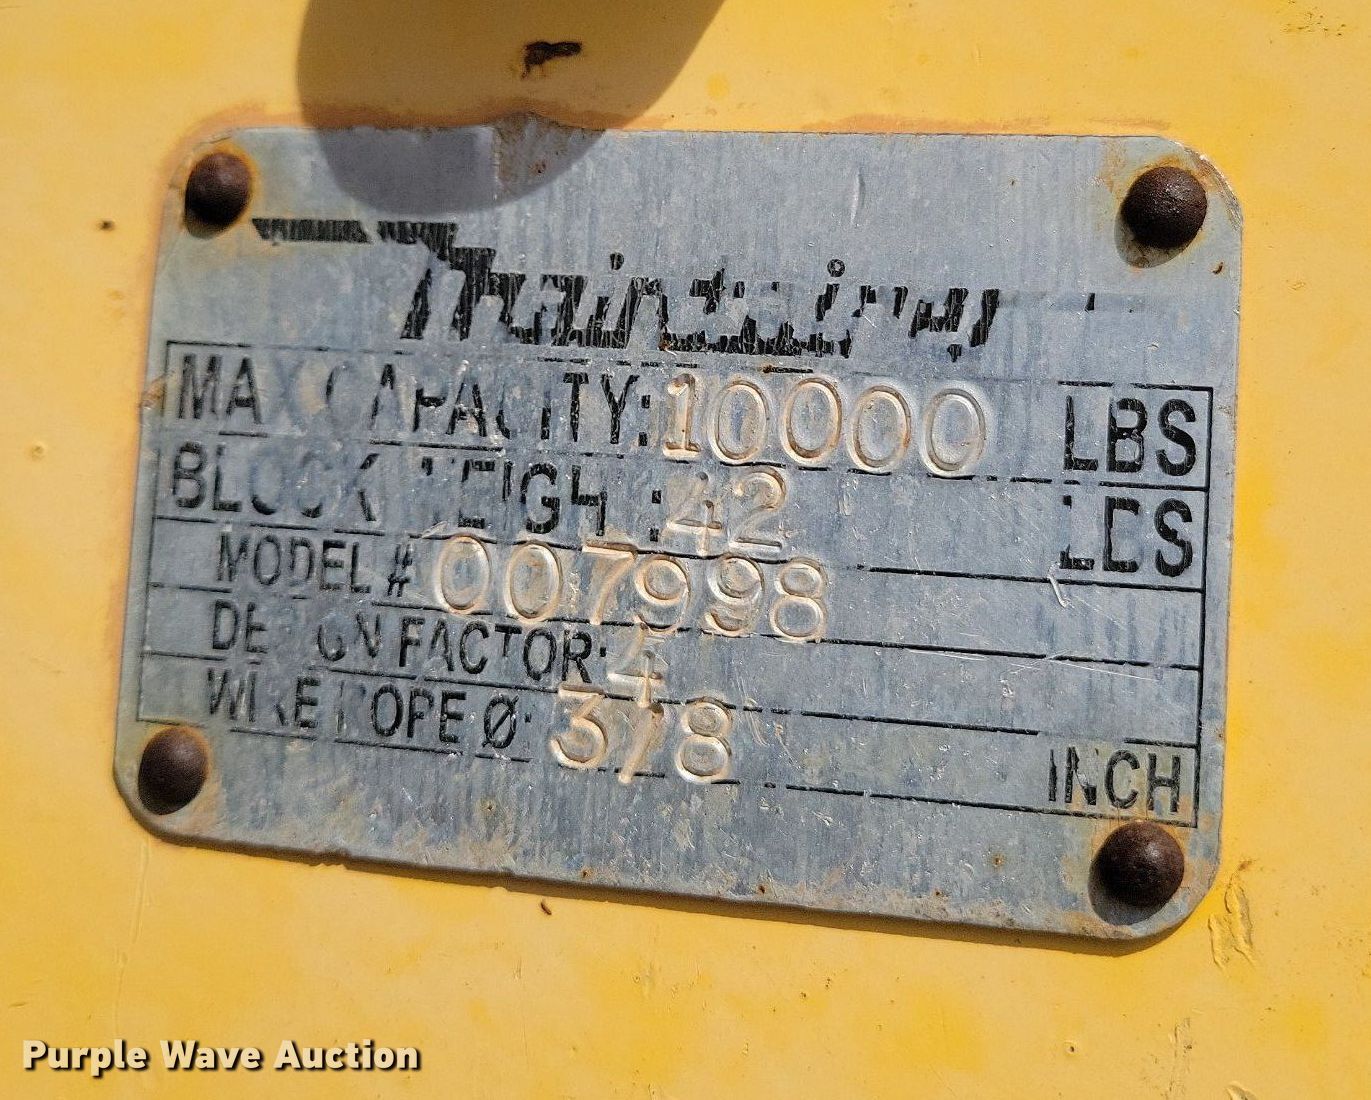 Maintainer
MAX CAPACITY: 10000 LBS
BLOCK WEIGHT: 42 LBS
MODEL # 007998
DESIGN FACTOR: 4
WIRE ROPE Ø: 3/8 INCH
Purple Wave Auction